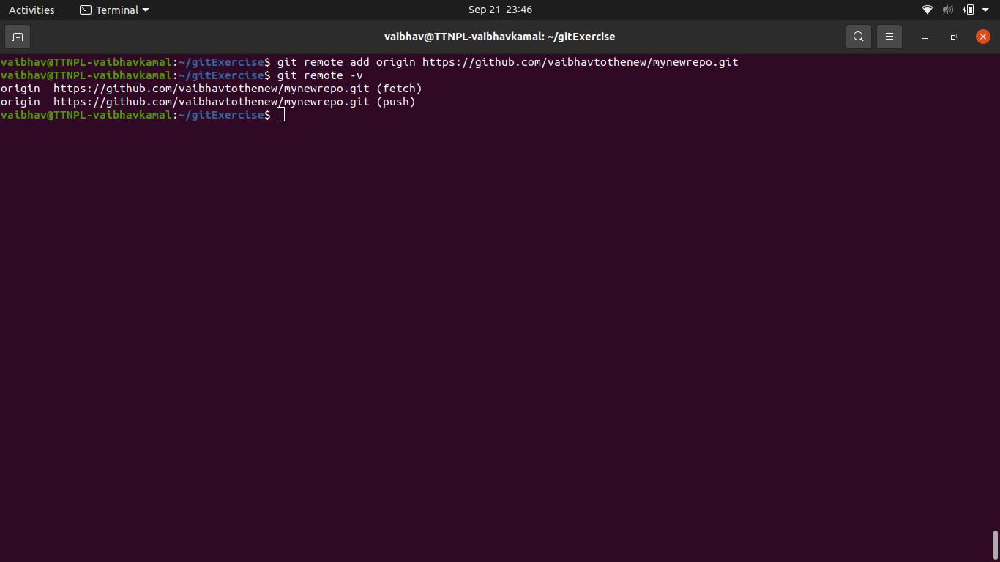 Activities Terminal Sep 21 23:46
vaibhav@TTNPL-vaibhavkamal: ~/gitExercise
vaibhav@TTNPL-vaibhavkamal:~/gitExercise$ git remote add origin https://github.com/vaibhavtothenew/mynewrepo.git
vaibhav@TTNPL-vaibhavkamal:~/gitExercise$ git remote -v
origin  https://github.com/vaibhavtothenew/mynewrepo.git (fetch)
origin  https://github.com/vaibhavtothenew/mynewrepo.git (push)
vaibhav@TTNPL-vaibhavkamal:~/gitExercise$